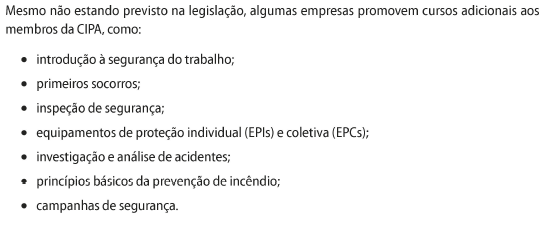 Mesmo não estando previsto na legislação, algumas empresas promovem cursos adicionais aos
membros da CIPA, como:
• introdução à segurança do trabalho;
• primeiros socorros;
• inspeção de segurança;
• equipamentos de proteção individual (EPIs) e coletiva (EPCs);
• investigação e análise de acidentes;
• princípios básicos da prevenção de incêndio;
• campanhas de segurança.